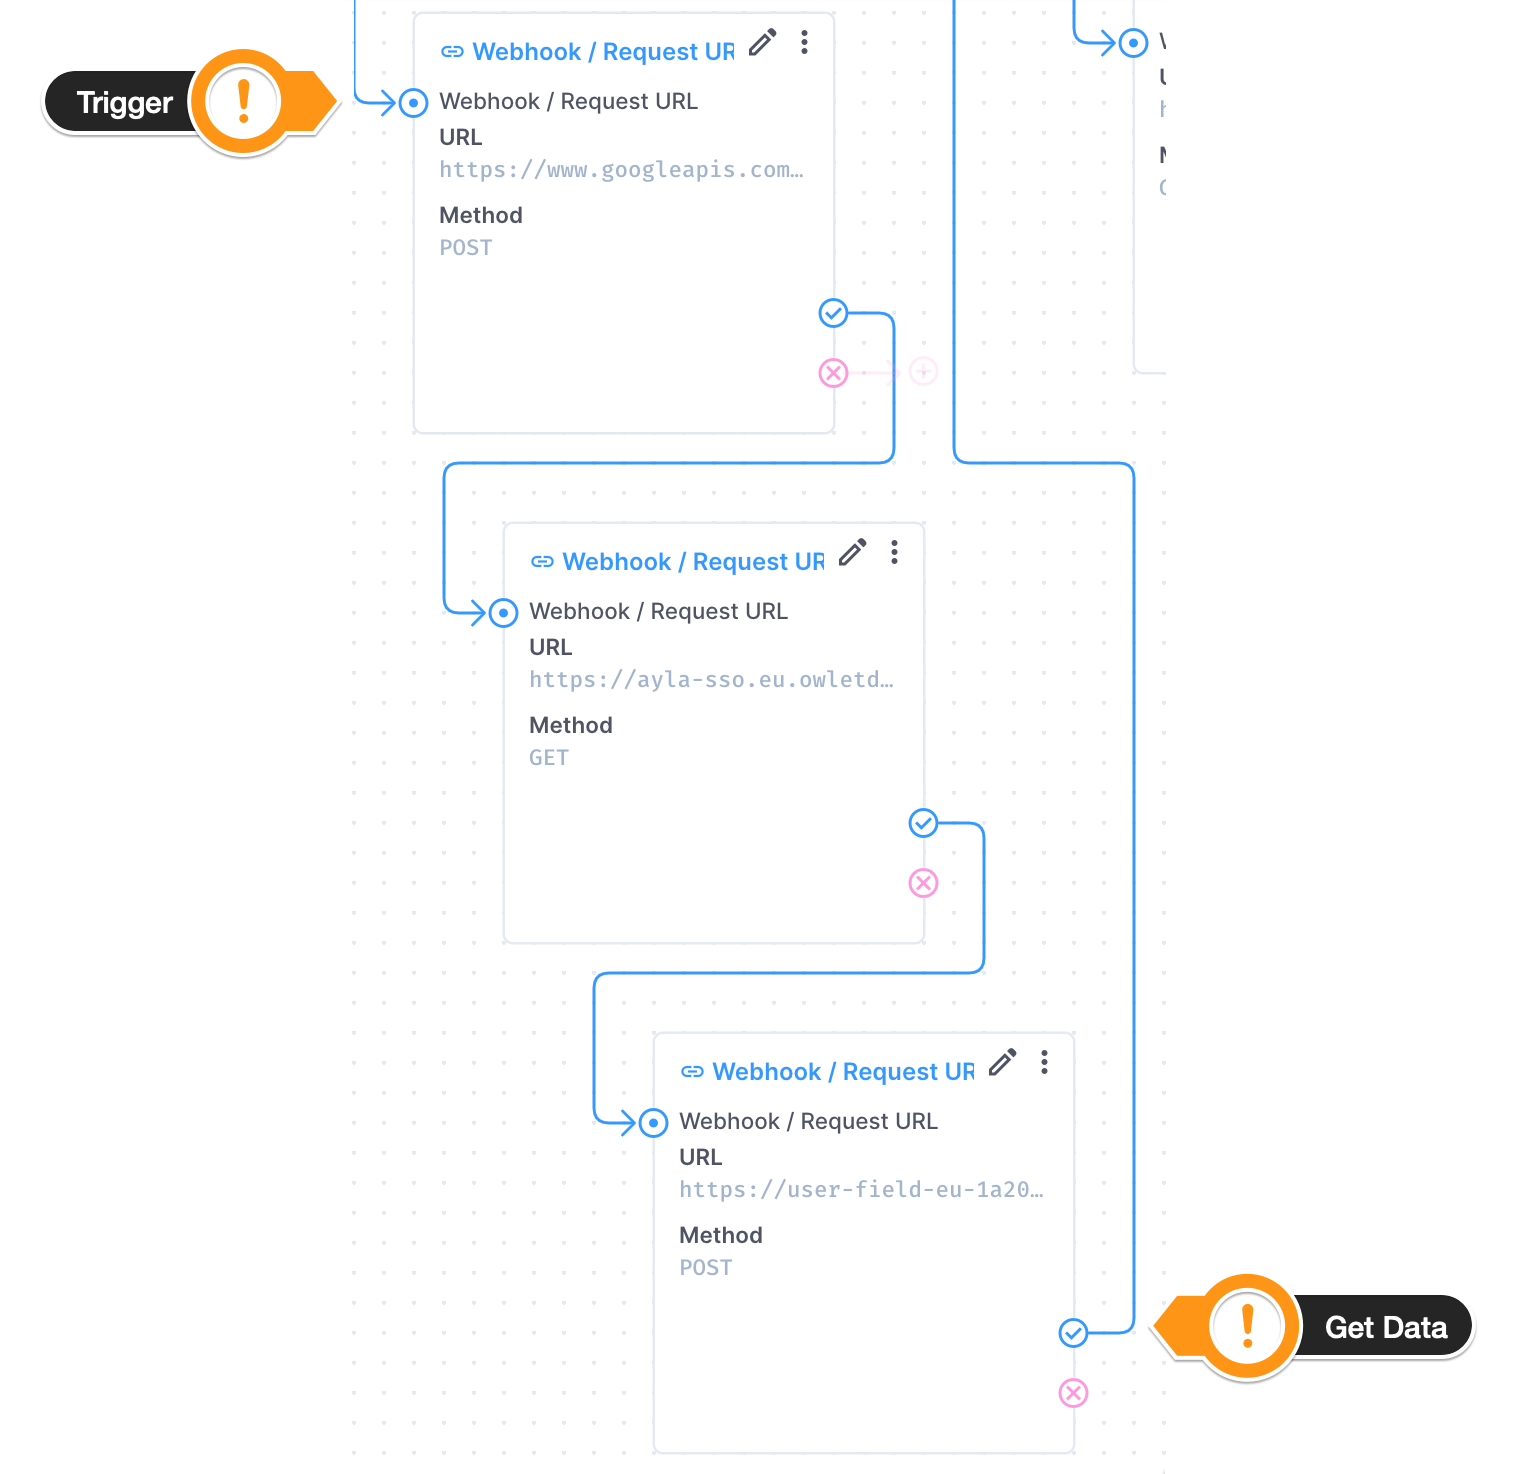 Trigger
Webhook / Request UR
Webhook / Request URL
URL
https://www.googleapis.com…
Method
POST
Webhook / Request UR
Webhook / Request URL
URL
https://ayla-sso.eu.owletd…
Method
GET
Webhook / Request UR
Webhook / Request URL
URL
https://user-field-eu-1a20…
Method
POST
Get Data